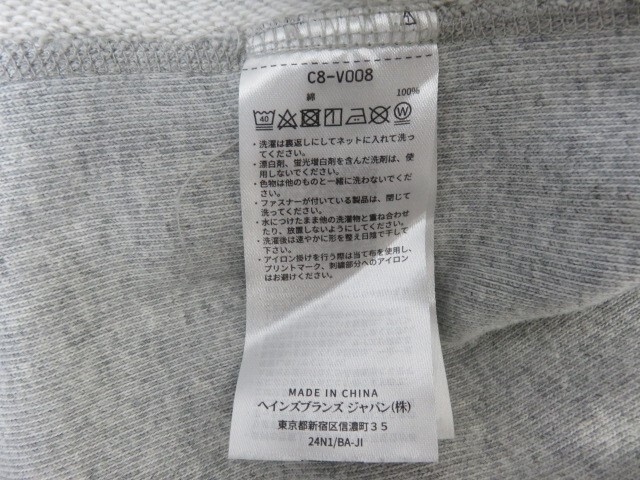 C8-V008
綿 100%
40 W
・洗濯は裏返しにしてネットに入れて洗っ
てください。
・漂白剤、蛍光増白剤を含んだ洗剤は、使
用しないでください。
・色物は他のものと一緒に洗わないでくだ
さい。
・ファスナーが付いている製品は、閉じて
洗ってください。
・水につけたまま他の洗濯物と重ね合わせ
たり、放置しないようにしてください。
・洗濯後は速やかに形を整え日陰で干して
下さい。
・アイロン掛けを行う際は当て布を使用し、
プリントマーク、刺繍部分へのアイロン
はお避けください。
MADE IN CHINA
ヘインズブランズ ジャパン(株)
東京都新宿区信濃町35
24N1/BA-JI